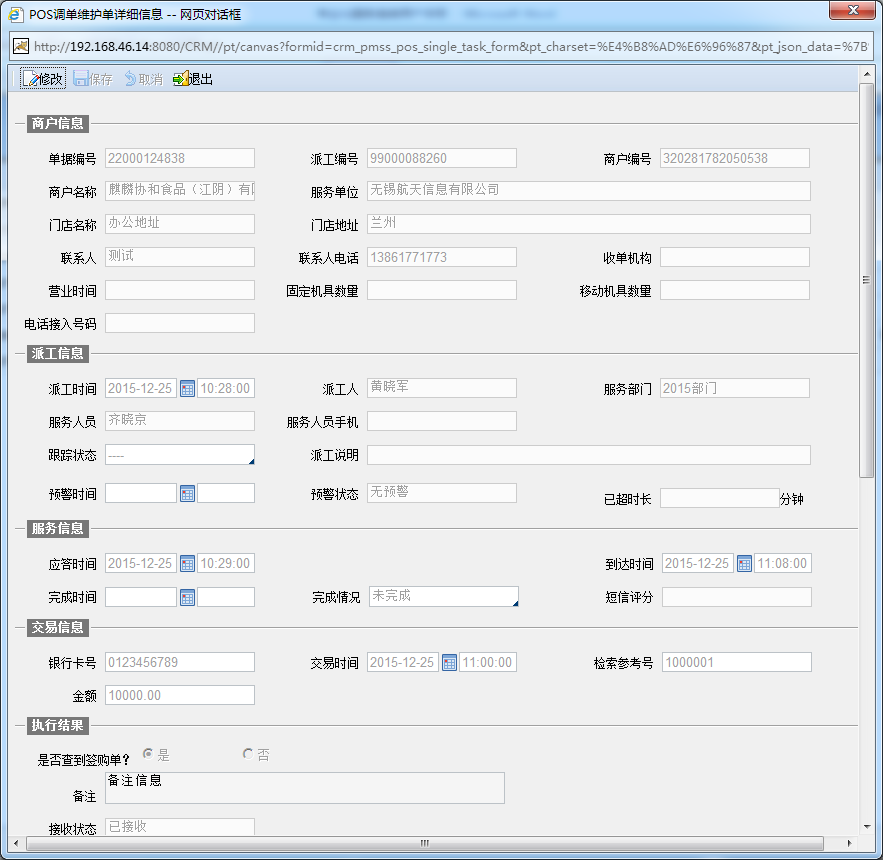 POS调单维护单详细信息 -- 网页对话框
http://192.168.46.14:8080/CRM//pt/canvas?formid=crm_pmss_pos_single_task_form&pt_charset=%E4%B8%AD%E6%96%87&pt_json_data=%7B
修改 保存 取消 退出
商户信息
单据编号 22000124838 派工编号 99000088260 商户编号 320281782050538
商户名称 麒麟协和食品（江阴）有 服务单位 无锡航天信息有限公司
门店名称 办公地址 门店地址 兰州
联系人 测试 联系人电话 13861771773 收单机构
营业时间 固定机具数量 移动机具数量
电话接入号码
派工信息
派工时间 2015-12-25 10:28:00 派工人 黄晓军 服务部门 2015部门
服务人员 齐晓京 服务人员手机
跟踪状态 ---- 派工说明
预警时间 预警状态 无预警 已超时长 分钟
服务信息
应答时间 2015-12-25 10:29:00 到达时间 2015-12-25 11:08:00
完成时间 完成情况 未完成 短信评分
交易信息
银行卡号 0123456789 交易时间 2015-12-25 11:00:00 检索参考号 1000001
金额 10000.00
执行结果
是否查到签购单? 是 否
备注 备注信息
接收状态 已接收